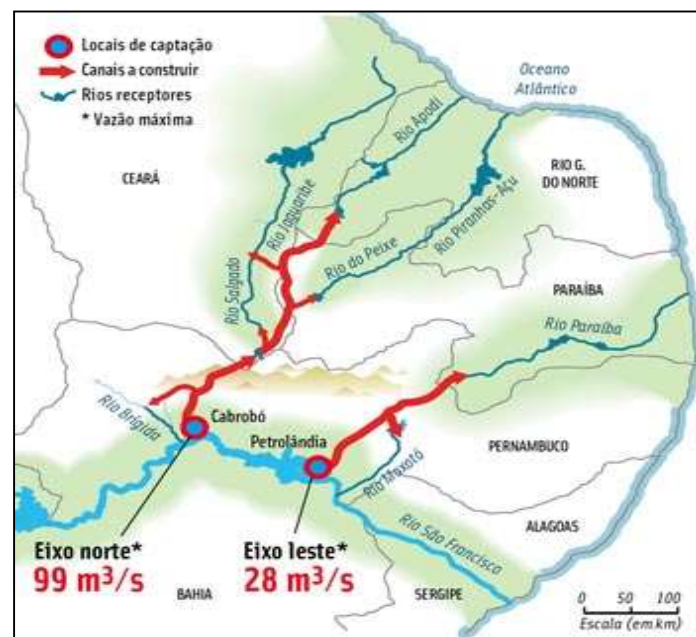 Locais de captação
Canais a construir
Rios receptores
* Vazão máxima
Oceano
Atlântico
CEARÁ
RIO G.
DO NORTE
Rio Apodi
Rio Jaguaribe
Rio Piranhas-Açu
Rio do Peixe
Rio Salgado
PARAÍBA
Rio Paraíba
Rio Brígida
Cabrobó
Petrolândia
PERNAMBUCO
Rio Moxotó
ALAGOAS
Rio São Francisco
Eixo norte*
99 m³/s
Eixo leste*
28 m³/s
BAHIA
SERGIPE
0 50 100
Escala (em km)